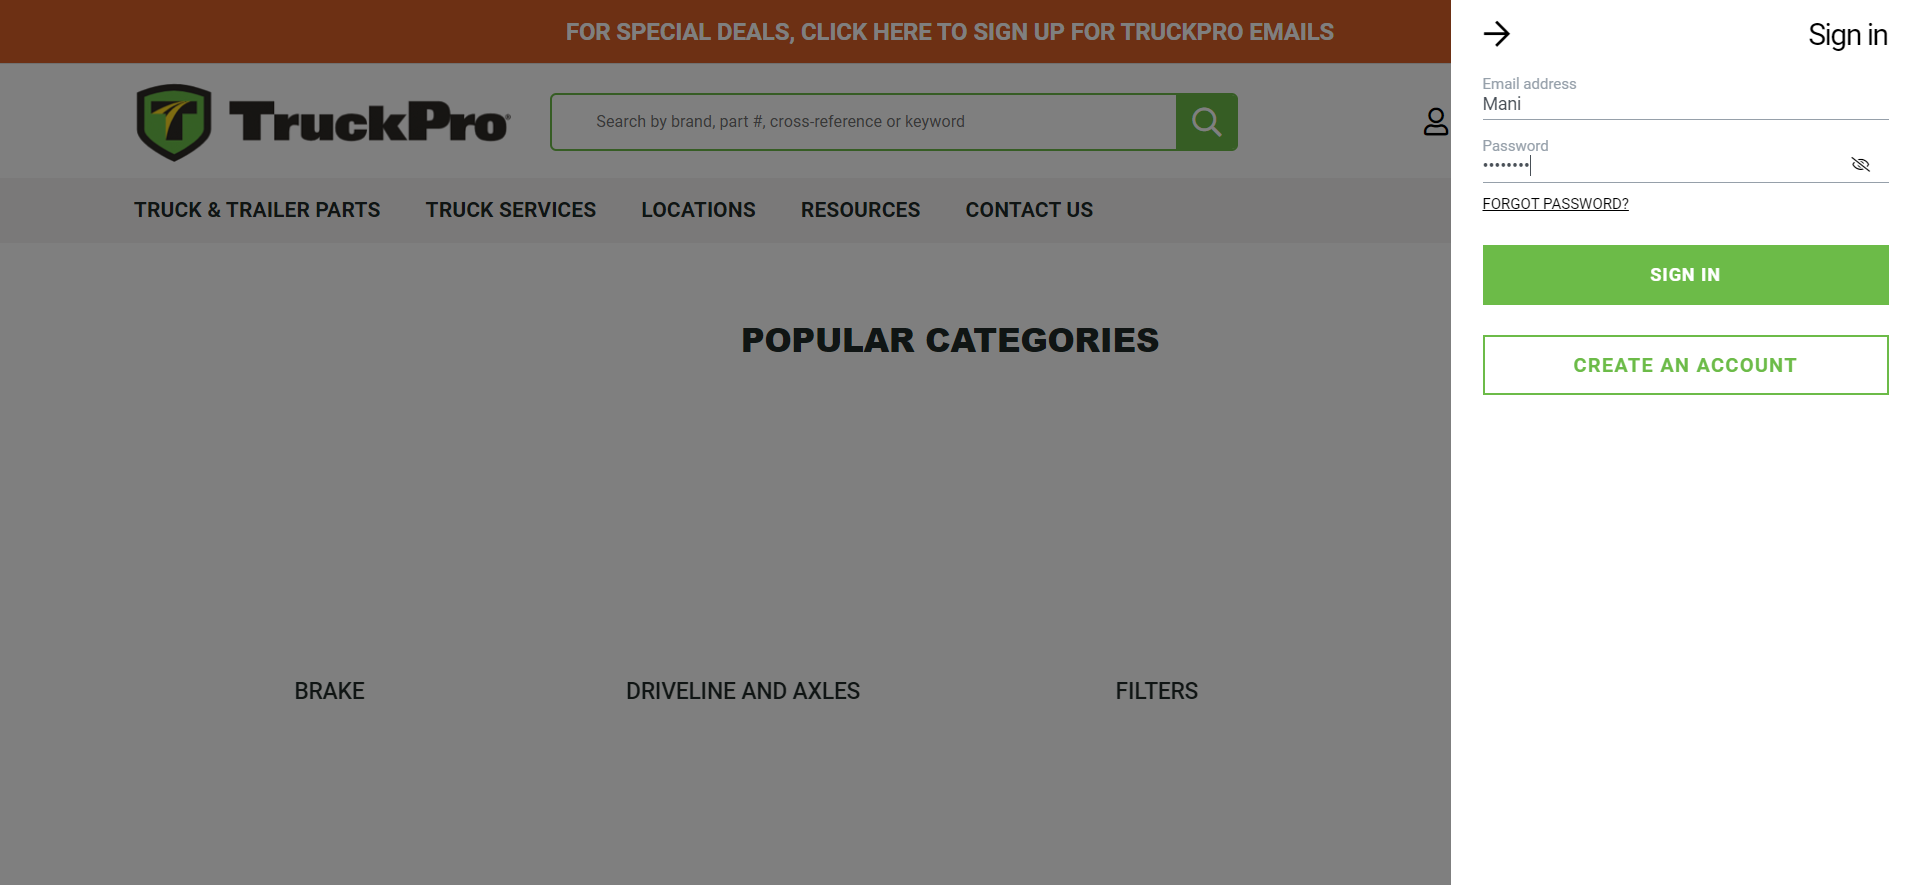 FOR SPECIAL DEALS, CLICK HERE TO SIGN UP FOR TRUCKPRO EMAILS
TruckPro®
Search by brand, part #, cross-reference or keyword
TRUCK & TRAILER PARTS TRUCK SERVICES LOCATIONS RESOURCES CONTACT US
POPULAR CATEGORIES
BRAKE DRIVELINE AND AXLES FILTERS
Sign in
Email address
Mani
Password
••••••••
FORGOT PASSWORD?
SIGN IN
CREATE AN ACCOUNT